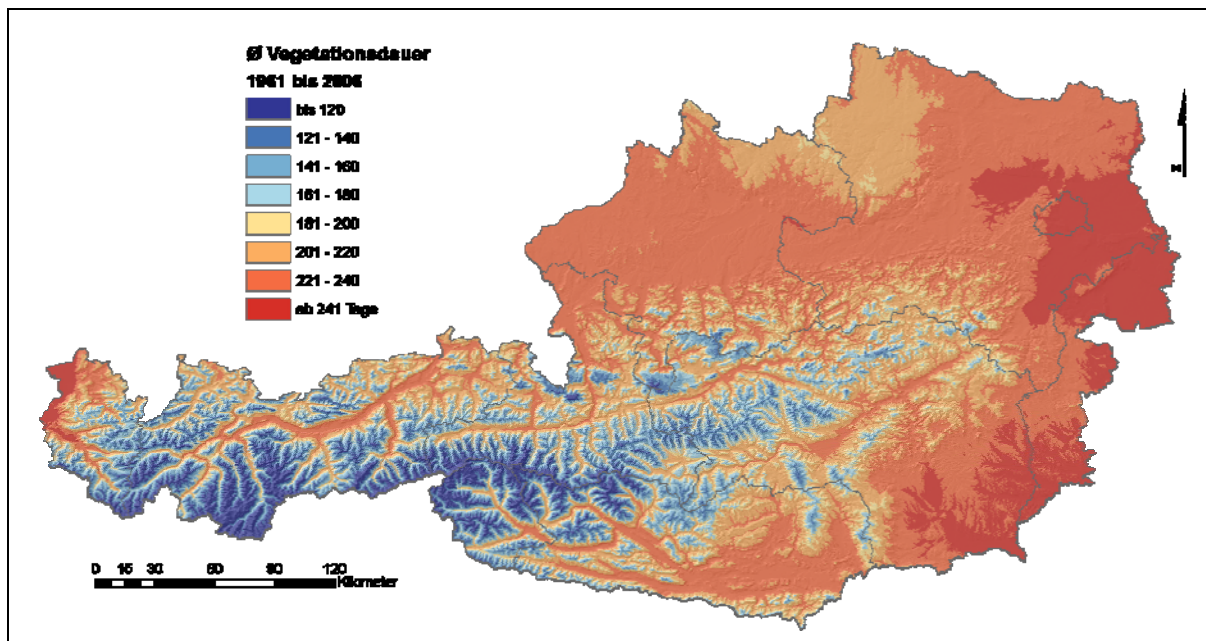 Ø Vegetationsdauer
1961 bis 2006
bis 120
121 - 140
141 - 160
161 - 180
181 - 200
201 - 220
221 - 240
ab 241 Tage
0 15 30 60 90 120
Kilometer